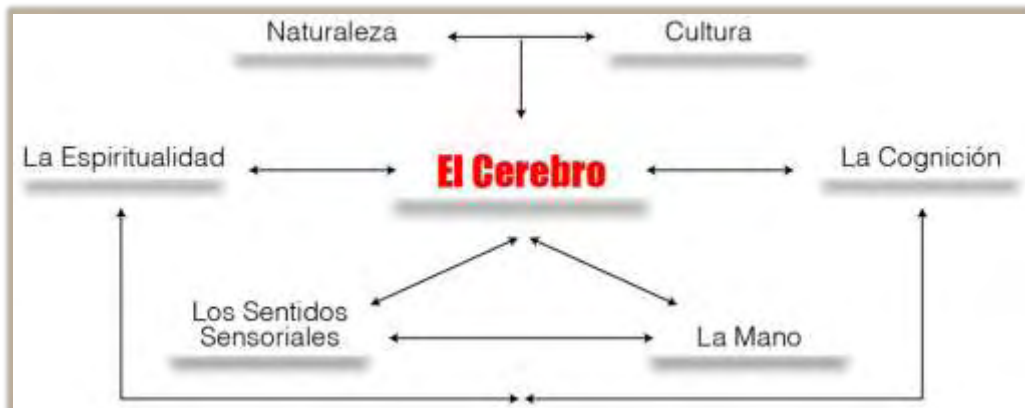 Naturaleza
Cultura
La Espiritualidad
El Cerebro
La Cognición
Los Sentidos
Sensoriales
La Mano